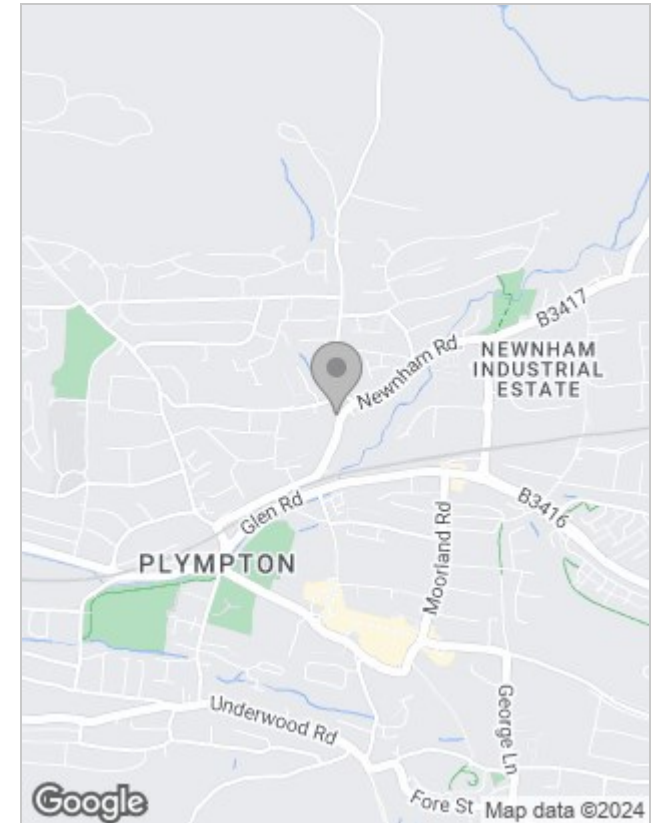 B3417
Newnham Rd
NEWNHAM
INDUSTRIAL
ESTATE
Glen Rd
B3416
Moorland Rd
PLYMPTON
Underwood Rd
George Ln
Fore St
Google
Map data ©2024